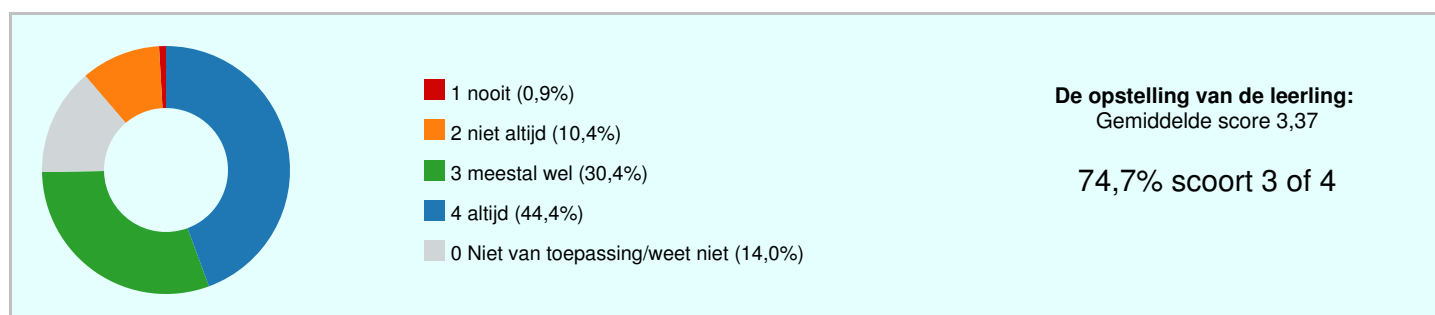 1 nooit (0,9%)
2 niet altijd (10,4%)
3 meestal wel (30,4%)
4 altijd (44,4%)
0 Niet van toepassing/weet niet (14,0%)
De opstelling van de leerling:
Gemiddelde score 3,37
74,7% scoort 3 of 4